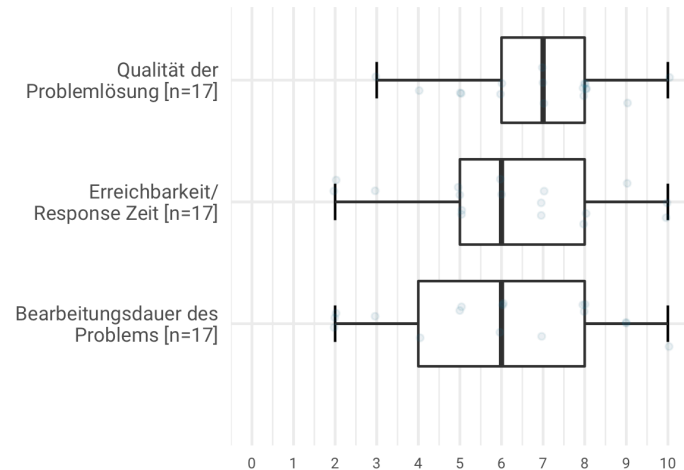 Qualität der
Problemlösung [n=17]
Erreichbarkeit/
Response Zeit [n=17]
Bearbeitungsdauer des
Problems [n=17]
0 1 2 3 4 5 6 7 8 9 10